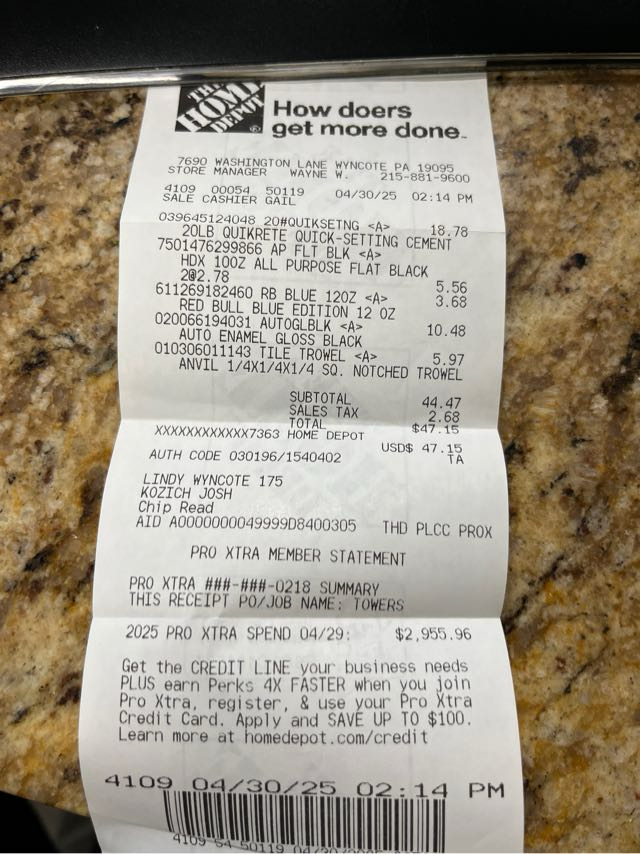 THE HOME DEPOT
How doers
get more done.
7690 WASHINGTON LANE WYNCOTE PA 19095
STORE MANAGER WAYNE W. 215-881-9600
4109 00054 50119 04/30/25 02:14 PM
SALE CASHIER GAIL
039645124048 20#QUIKSETNG <A> 18.78
20LB QUIKRETE QUICK-SETTING CEMENT
7501476299866 AP FLT BLK <A>
HDX 10OZ ALL PURPOSE FLAT BLACK
2@2.78 5.56
611269182460 RB BLUE 12OZ <A> 3.68
RED BULL BLUE EDITION 12 OZ
020066194031 AUTOGLBLK <A> 10.48
AUTO ENAMEL GLOSS BLACK
010306011143 TILE TROWEL <A> 5.97
ANVIL 1/4X1/4X1/4 SQ. NOTCHED TROWEL
SUBTOTAL 44.47
SALES TAX 2.68
TOTAL $47.15
XXXXXXXXXXXX7363 HOME DEPOT
USD$ 47.15
AUTH CODE 030196/1540402 TA
LINDY WYNCOTE 175
KOZICH JOSH
Chip Read
AID A0000000049999D8400305 THD PLCC PROX
PRO XTRA MEMBER STATEMENT
PRO XTRA ###-###-0218 SUMMARY
THIS RECEIPT PO/JOB NAME: TOWERS
2025 PRO XTRA SPEND 04/29: $2,955.96
Get the CREDIT LINE your business needs
PLUS earn Perks 4X FASTER when you join
Pro Xtra, register, & use your Pro Xtra
Credit Card. Apply and SAVE UP TO $100.
Learn more at homedepot.com/credit
4109 04/30/25 02:14 PM
4109 54 50119